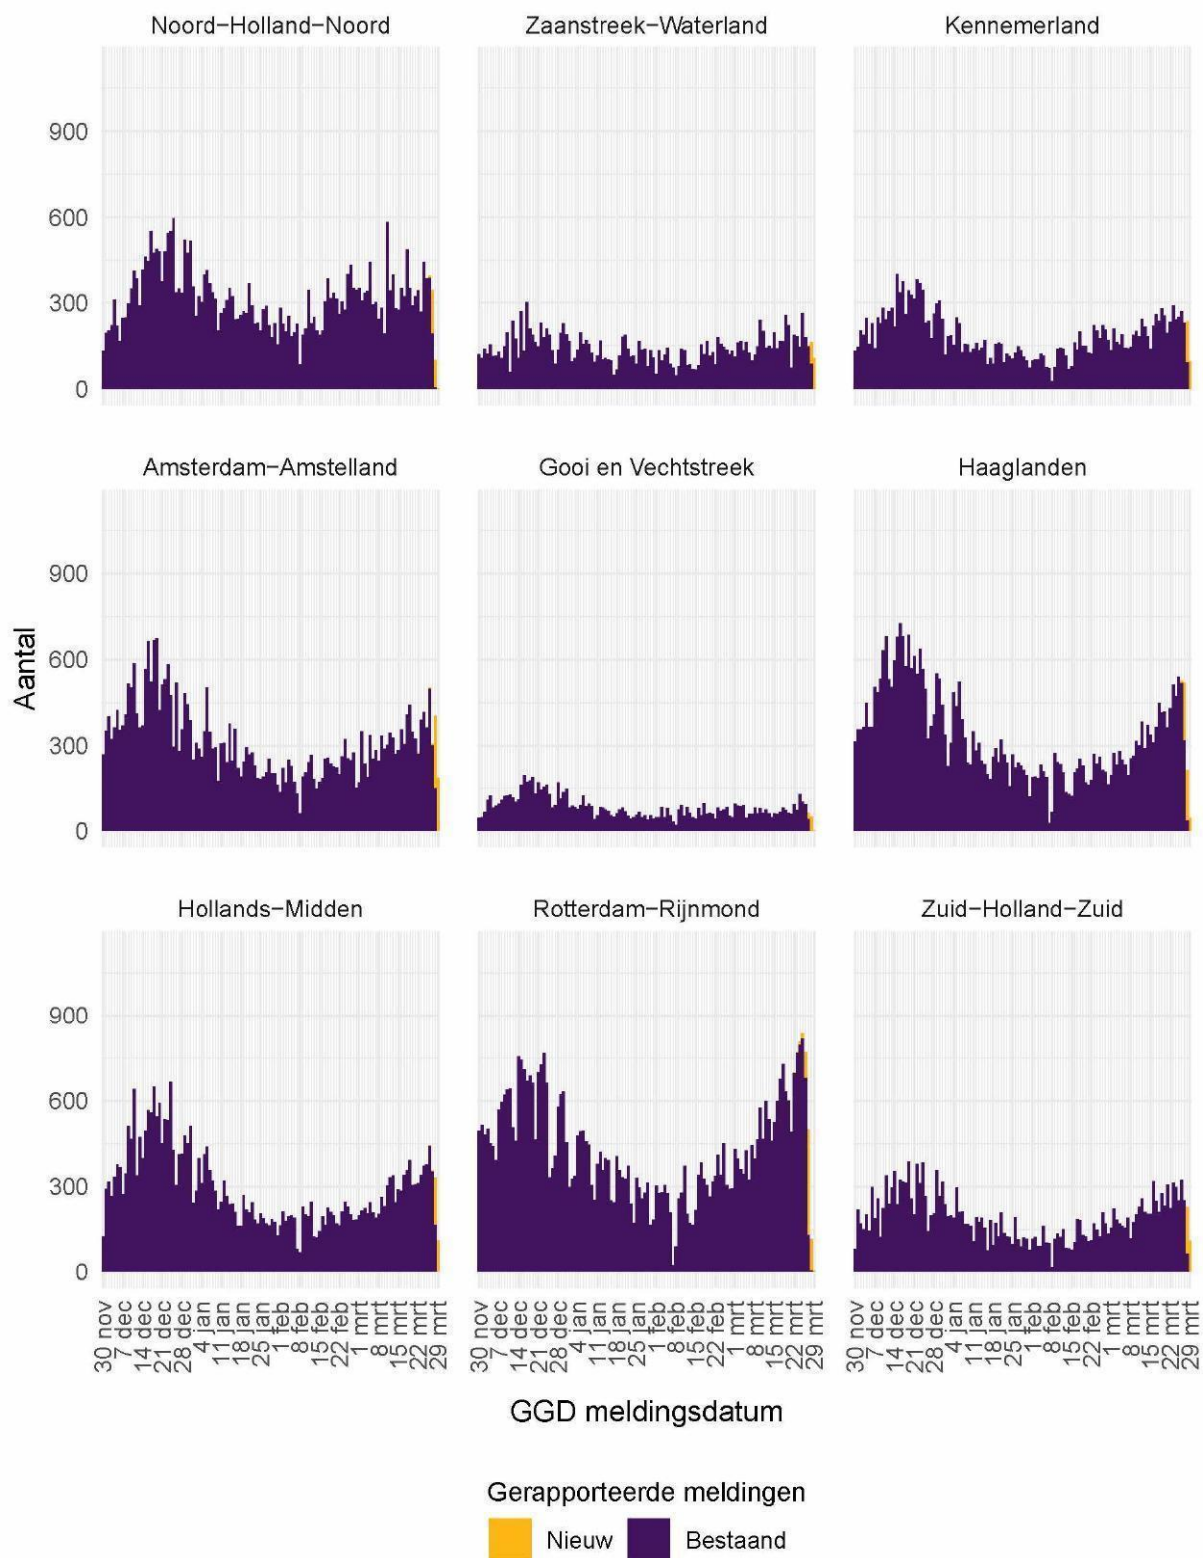 Noord−Holland−Noord Zaanstreek−Waterland Kennemerland
900
600
300
0
Amsterdam−Amstelland Gooi en Vechtstreek Haaglanden
900
600
300
0
Aantal
Hollands−Midden Rotterdam−Rijnmond Zuid−Holland−Zuid
900
600
300
0
30 nov 7 dec 14 dec 21 dec 28 dec 4 jan 11 jan 18 jan 25 jan 1 feb 8 feb 15 feb 22 feb 1 mrt 8 mrt 15 mrt 22 mrt 29 mrt
30 nov 7 dec 14 dec 21 dec 28 dec 4 jan 11 jan 18 jan 25 jan 1 feb 8 feb 15 feb 22 feb 1 mrt 8 mrt 15 mrt 22 mrt 29 mrt
30 nov 7 dec 14 dec 21 dec 28 dec 4 jan 11 jan 18 jan 25 jan 1 feb 8 feb 15 feb 22 feb 1 mrt 8 mrt 15 mrt 22 mrt 29 mrt
GGD meldingsdatum
Gerapporteerde meldingen
Nieuw Bestaand